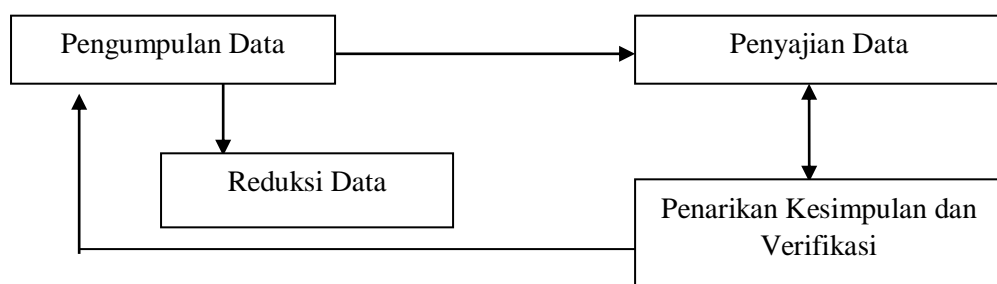 Pengumpulan Data
Penyajian Data
Reduksi Data
Penarikan Kesimpulan dan
Verifikasi